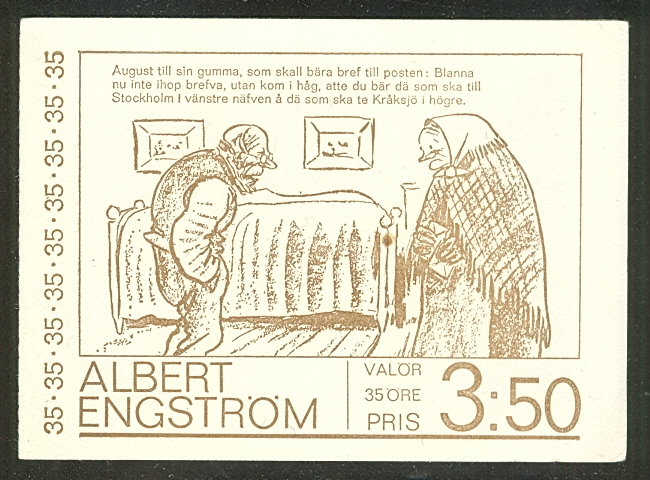 35·35·35·35·35·35·35·35·35·35
August till sin gumma, som skall bära bref till posten: Blanna
nu inte ihop brefva, utan kom i håg, atte du bär dä som ska till
Stockholm i vänstre näfven å dä som ska te Kråksjö i högre.
ALBERT
ENGSTRÖM
VALÖR
35 ÖRE
PRIS
3:50